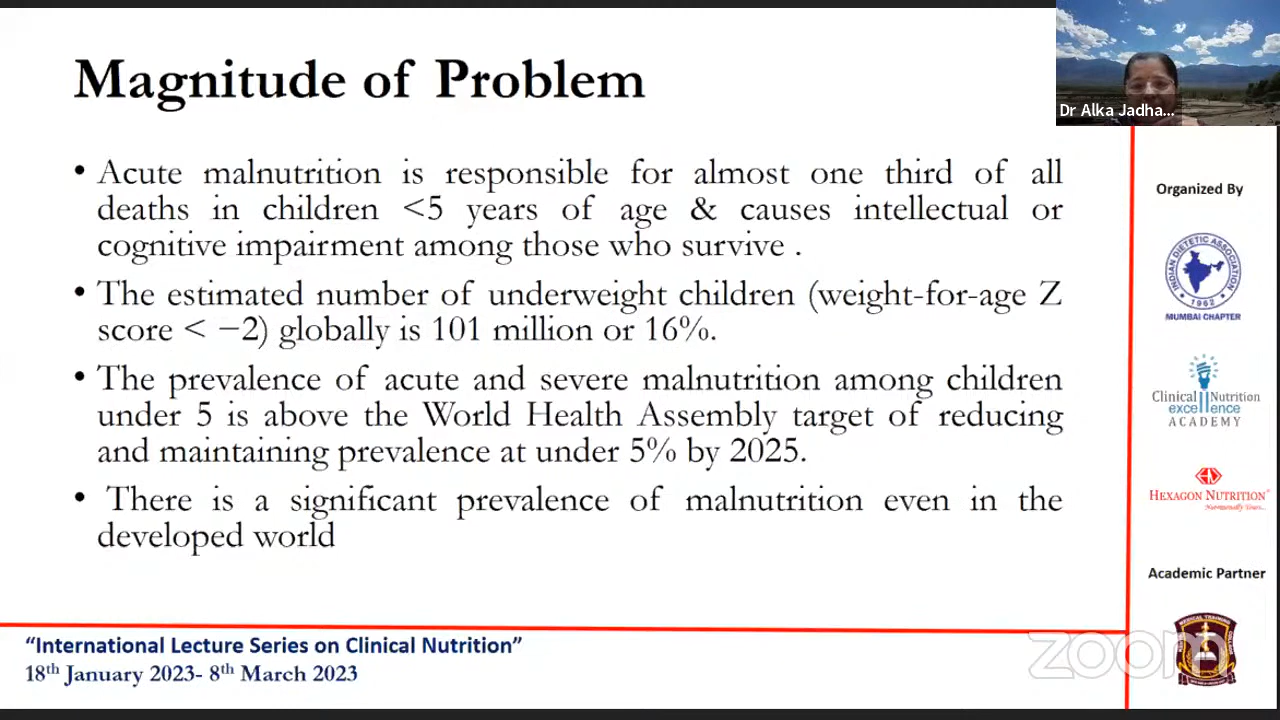 Magnitude of Problem
• Acute malnutrition is responsible for almost one third of all
deaths in children <5 years of age & causes intellectual or
cognitive impairment among those who survive .
• The estimated number of underweight children (weight-for-age Z
score < −2) globally is 101 million or 16%.
• The prevalence of acute and severe malnutrition among children
under 5 is above the World Health Assembly target of reducing
and maintaining prevalence at under 5% by 2025.
• There is a significant prevalence of malnutrition even in the
developed world
“International Lecture Series on Clinical Nutrition”
18th January 2023- 8th March 2023
Dr Alka Jadha...
Organized By
INDIAN DIETETIC ASSOCIATION
1962
MUMBAI CHAPTER
Clinical Nutrition
excellence
ACADEMY
HEXAGON NUTRITION
Nutritionally Yours...
Academic Partner
zoom